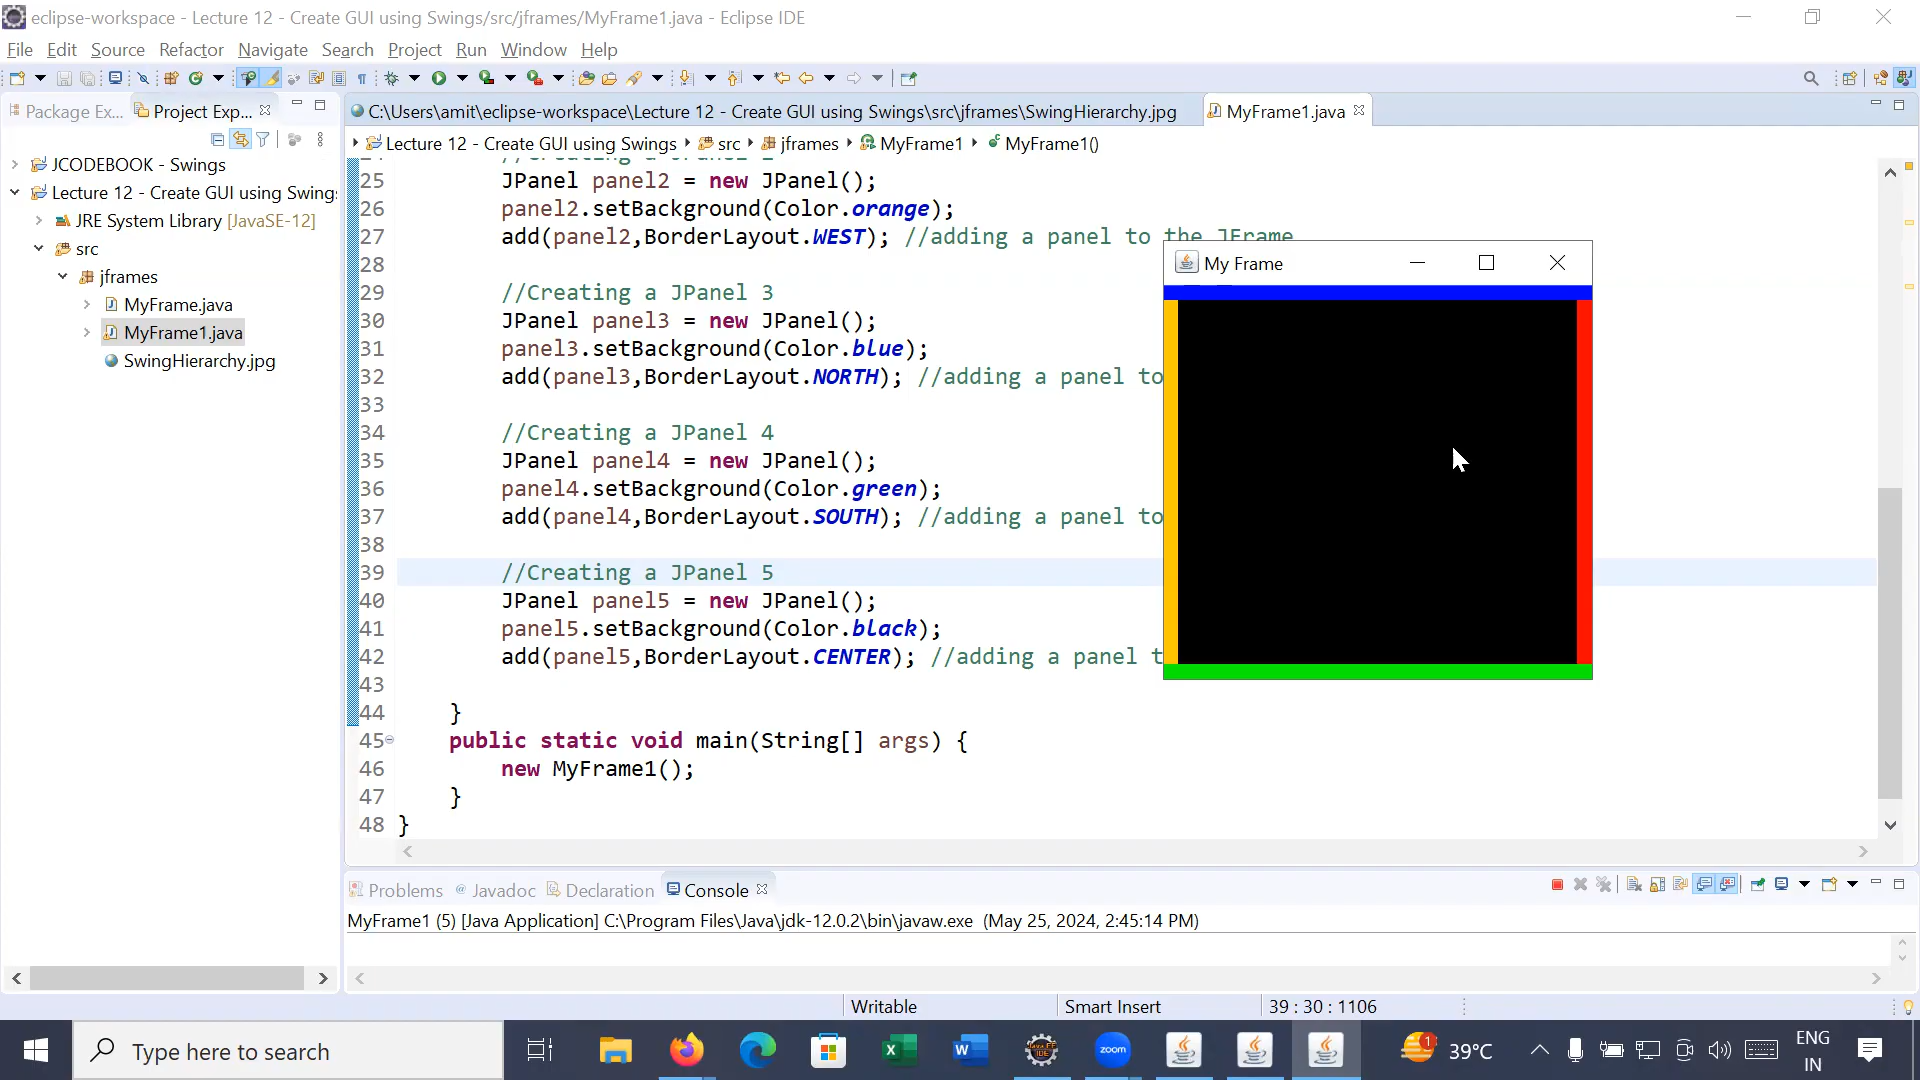 eclipse-workspace - Lecture 12 - Create GUI using Swings/src/jframes/MyFrame1.java - Eclipse IDE
File Edit Source Refactor Navigate Search Project Run Window Help
Package Ex... Project Exp...
C:\Users\amit\eclipse-workspace\Lecture 12 - Create GUI using Swings\src\jframes\SwingHierarchy.jpg MyFrame1.java
Lecture 12 - Create GUI using Swings src jframes MyFrame1 MyFrame1()
JCODEBOOK - Swings
Lecture 12 - Create GUI using Swing
JRE System Library [JavaSE-12]
src
jframes
MyFrame.java
MyFrame1.java
SwingHierarchy.jpg
25 JPanel panel2 = new JPanel();
26 panel2.setBackground(Color.orange);
27 add(panel2,BorderLayout.WEST); //adding a panel to the JFrame
28
29 //Creating a JPanel 3
30 JPanel panel3 = new JPanel();
31 panel3.setBackground(Color.blue);
32 add(panel3,BorderLayout.NORTH); //adding a panel to
33
34 //Creating a JPanel 4
35 JPanel panel4 = new JPanel();
36 panel4.setBackground(Color.green);
37 add(panel4,BorderLayout.SOUTH); //adding a panel to
38
39 //Creating a JPanel 5
40 JPanel panel5 = new JPanel();
41 panel5.setBackground(Color.black);
42 add(panel5,BorderLayout.CENTER); //adding a panel t
43
44 }
45 public static void main(String[] args) {
46 new MyFrame1();
47 }
48 }
My Frame
Problems Javadoc Declaration Console
MyFrame1 (5) [Java Application] C:\Program Files\Java\jdk-12.0.2\bin\javaw.exe (May 25, 2024, 2:45:14 PM)
Writable Smart Insert 39 : 30 : 1106
Type here to search
zoom
1
39°C
ENG
IN